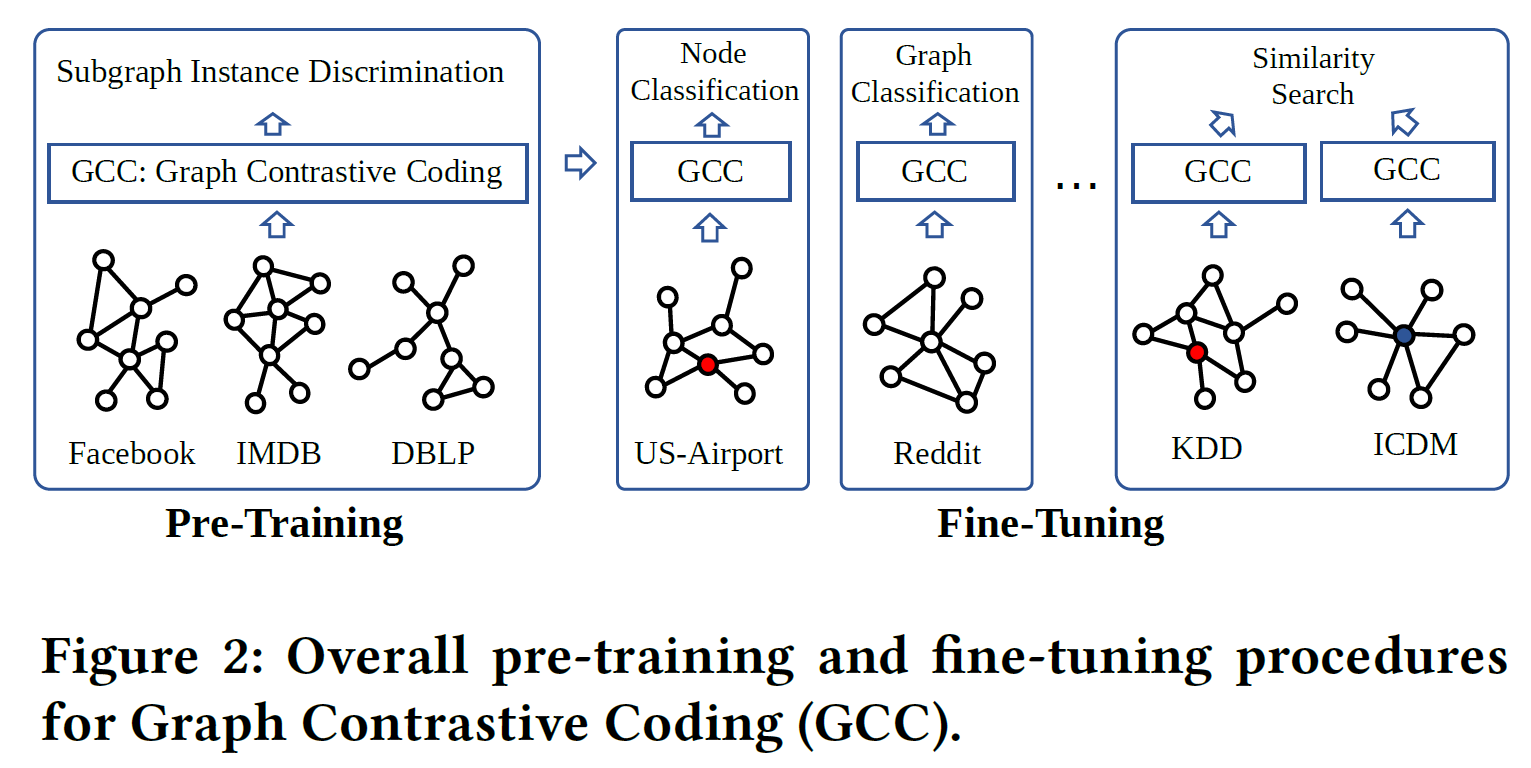 Subgraph Instance Discrimination
GCC: Graph Contrastive Coding
Facebook
IMDB
DBLP
Pre-Training
Node
Classification
GCC
US-Airport
Graph
Classification
GCC
Reddit
...
Similarity
Search
GCC
GCC
KDD
ICDM
Fine-Tuning
Figure 2: Overall pre-training and fine-tuning procedures
for Graph Contrastive Coding (GCC).